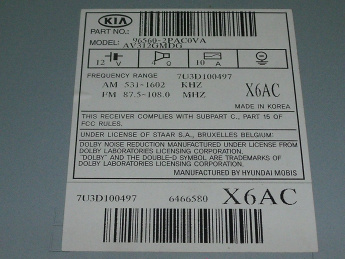 KIA
PART NO.: 96560-2PAC0VA
MODEL: AV312GMDG
12 V 4 Ω 10 A
FREQUENCY RANGE 7U3D100497
AM 531-1602 KHZ X6AC
FM 87.5-108.0 MHZ
MADE IN KOREA
THIS RECEIVER COMPLIES WITH SUBPART C, PART 15 OF
FCC RULES.
UNDER LICENSE OF STAAR S.A., BRUXELLES BELGIUM:
DOLBY NOISE REDUCTION MANUFACTURED UNDER LICENSE FROM
DOLBY LABORATORIES LICENSING CORPORATION.
"DOLBY" AND THE DOUBLE-D SYMBOL ARE TRADEMARKS OF
DOLBY LABORATORIES LICENSING CORPORATION.
MANUFACTURED BY HYUNDAI MOBIS
7U3D100497 6466580 X6AC